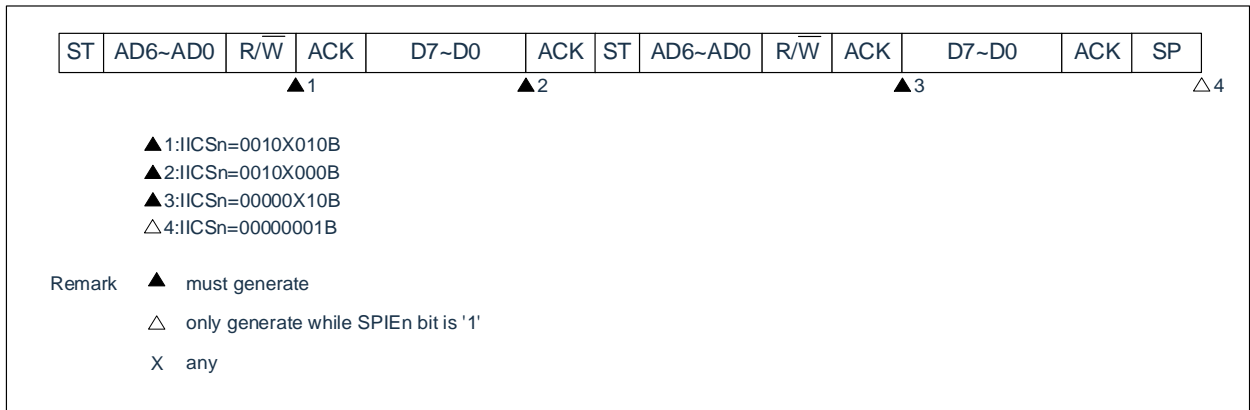 ST AD6~AD0 R/W ACK D7~D0 ACK ST AD6~AD0 R/W ACK D7~D0 ACK SP
▲1 ▲2 ▲3 △4
▲1:IICSn=0010X010B
▲2:IICSn=0010X000B
▲3:IICSn=00000X10B
△4:IICSn=00000001B
Remark ▲ must generate
△ only generate while SPIEn bit is '1'
X any